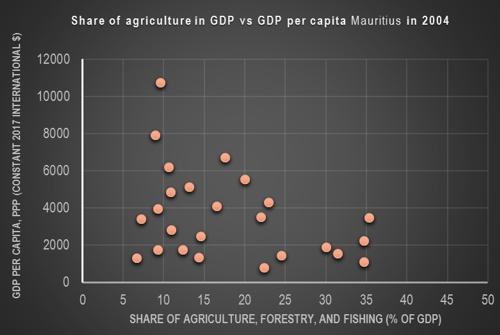 Share of agriculture in GDP vs GDP per capita Mauritius in 2004
GDP PER CAPITA, PPP (CONSTANT 2017 INTERNATIONAL $)
12000
10000
8000
6000
4000
2000
0
0 5 10 15 20 25 30 35 40 45 50
SHARE OF AGRICULTURE, FORESTRY, AND FISHING (% OF GDP)